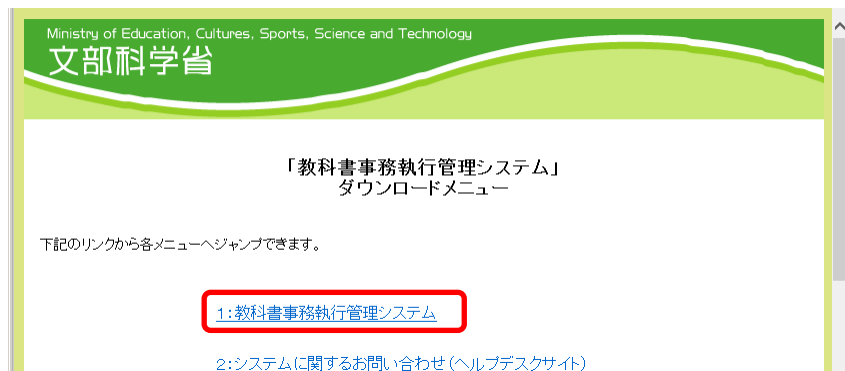 Ministry of Education, Cultures, Sports, Science and Technology
文部科学省
「教科書事務執行管理システム」
ダウンロードメニュー
下記のリンクから各メニューへジャンプできます。
1:教科書事務執行管理システム
2:システムに関するお問い合わせ(ヘルプデスクサイト)